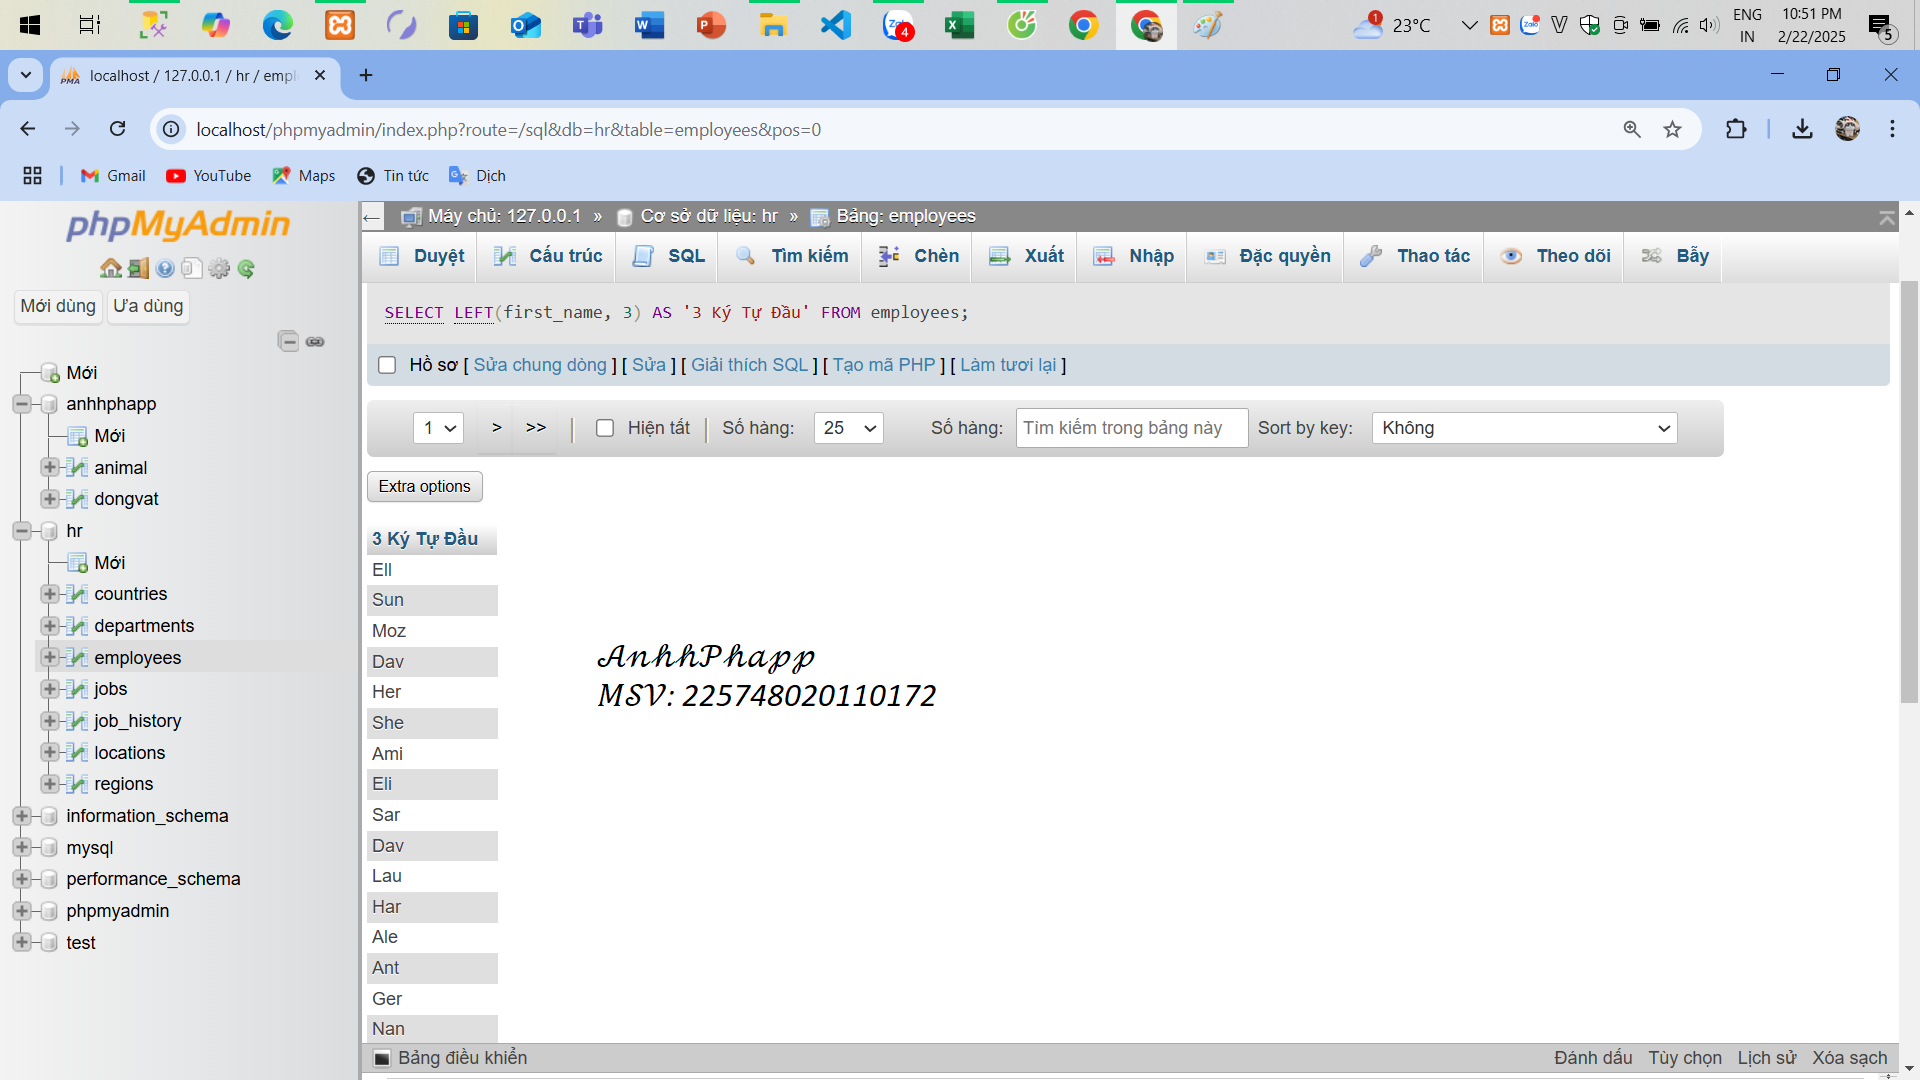 23°C
ENG
IN
10:51 PM
2/22/2025
localhost / 127.0.0.1 / hr / empl
localhost/phpmyadmin/index.php?route=/sql&db=hr&table=employees&pos=0
Gmail YouTube Maps Tin tức Dịch
phpMyAdmin
Mới dùng Ưa dùng
Mới
anhhphapp
Mới
animal
dongvat
hr
Mới
countries
departments
employees
jobs
job_history
locations
regions
information_schema
mysql
performance_schema
phpmyadmin
test
Máy chủ: 127.0.0.1 » Cơ sở dữ liệu: hr » Bảng: employees
Duyệt Cấu trúc SQL Tìm kiếm Chèn Xuất Nhập Đặc quyền Thao tác Theo dõi Bẫy
SELECT LEFT(first_name, 3) AS '3 Ký Tự Đầu' FROM employees;
Hồ sơ [ Sửa chung dòng ] [ Sửa ] [ Giải thích SQL ] [ Tạo mã PHP ] [ Làm tươi lại ]
1 > >> | Hiện tất | Số hàng: 25 Số hàng: Tìm kiếm trong bảng này Sort by key: Không
Extra options
3 Ký Tự Đầu
Ell
Sun
Moz
Dav
Her
She
Ami
Eli
Sar
Dav
Lau
Har
Ale
Ant
Ger
Nan
AnhhPhapp
MSV: 225748020110172
Bảng điều khiển
Đánh dấu Tùy chọn Lịch sử Xóa sạch